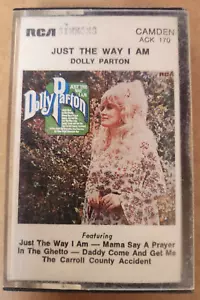 RCA
CAMDEN
ACK 170
JUST THE WAY I AM
DOLLY PARTON
Dolly Parton
RCA
Featuring
Just The Way I Am — Mama Say A Prayer
In The Ghetto — Daddy Come And Get Me
The Carroll County Accident